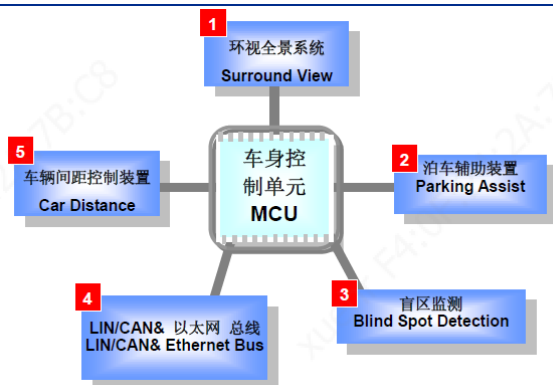 1
环视全景系统
Surround View
5
车辆间距控制装置
Car Distance
车身控
制单元
MCU
2
泊车辅助装置
Parking Assist
4
LIN/CAN& 以太网 总线
LIN/CAN& Ethernet Bus
3
盲区监测
Blind Spot Detection